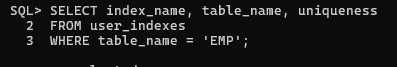 SQL> SELECT index_name, table_name, uniqueness
  2  FROM user_indexes
  3  WHERE table_name = 'EMP';